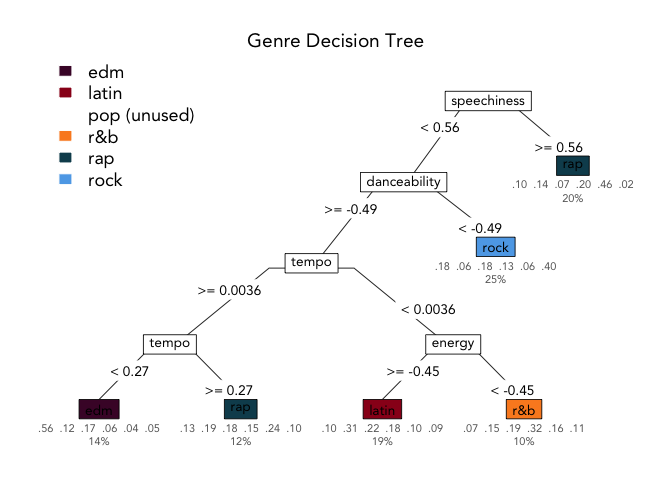 Genre Decision Tree
edm
latin
pop (unused)
r&b
rap
rock
speechiness
< 0.56
>= 0.56
rap
.10 .14 .07 .20 .46 .02
20%
danceability
>= -0.49
< -0.49
rock
.18 .06 .18 .13 .06 .40
25%
tempo
>= 0.0036
< 0.0036
tempo
energy
< 0.27
>= 0.27
>= -0.45
< -0.45
edm
rap
latin
r&b
.56 .12 .17 .06 .04 .05
.13 .19 .18 .15 .24 .10
.10 .31 .22 .18 .10 .09
.07 .15 .19 .32 .16 .11
14%
12%
19%
10%